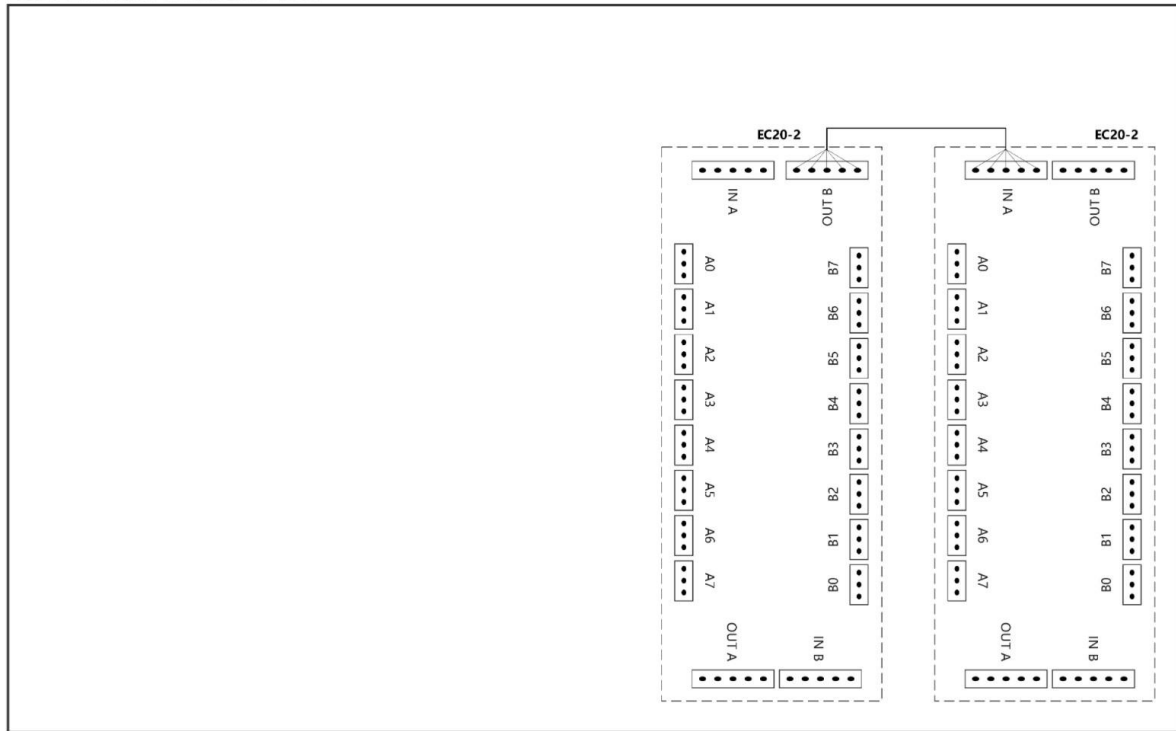 EC20-2
IN A
OUT B
A0
A1
A2
A3
A4
A5
A6
A7
B7
B6
B5
B4
B3
B2
B1
B0
OUT A
IN B
EC20-2
IN A
OUT B
A0
A1
A2
A3
A4
A5
A6
A7
B7
B6
B5
B4
B3
B2
B1
B0
OUT A
IN B